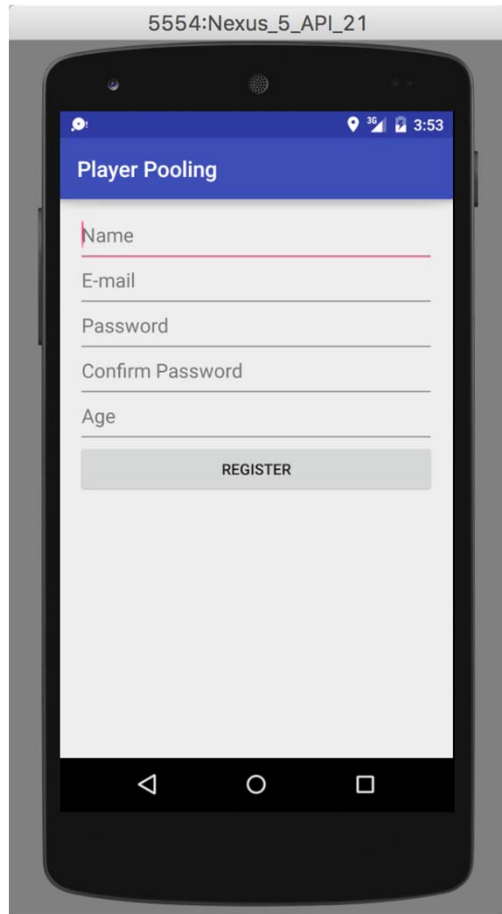 5554:Nexus_5_API_21
3G 3:53
Player Pooling
Name
E-mail
Password
Confirm Password
Age
REGISTER